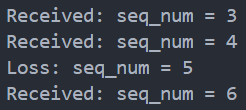 Received: seq_num = 3
Received: seq_num = 4
Loss: seq_num = 5
Received: seq_num = 6